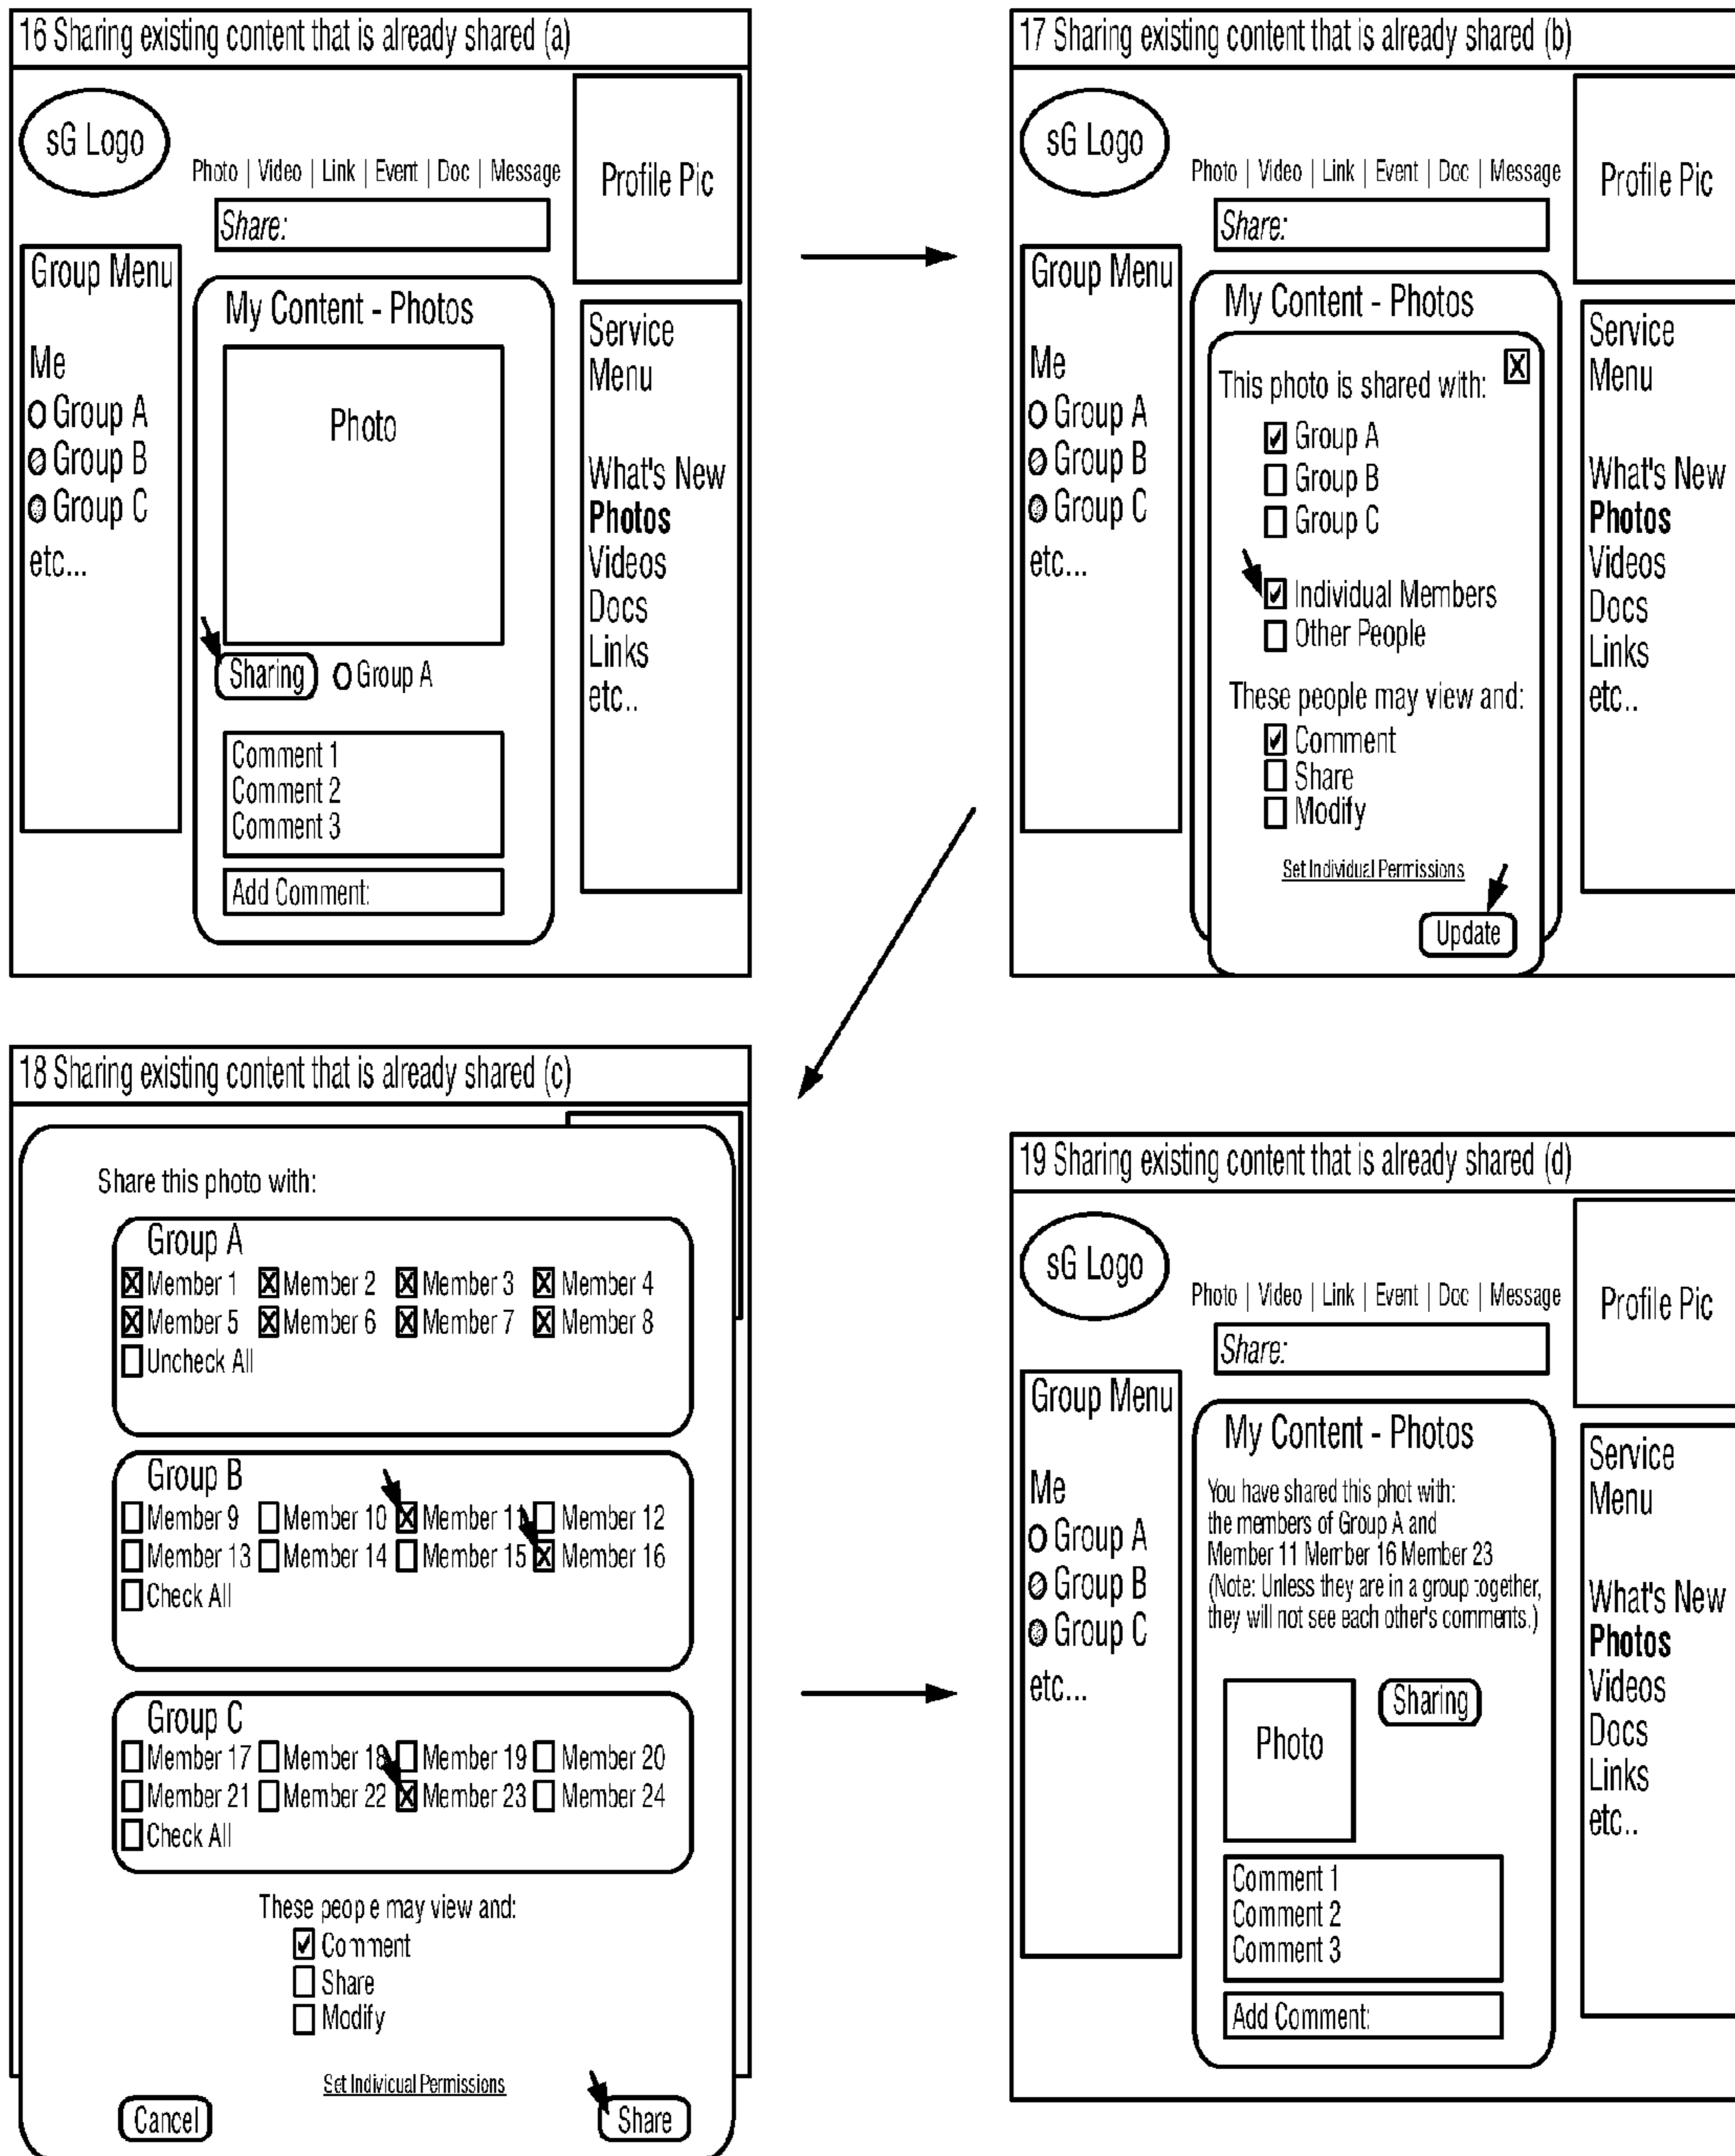 16 Sharing existing content that is already shared (a)
sG Logo
Photo | Video | Link | Event | Doc | Message
Share:
Profile Pic
Group Menu
Me
Group A
Group B
Group C
etc...
My Content - Photos
Photo
Sharing
Group A
Comment 1
Comment 2
Comment 3
Add Comment:
Service
Menu
What's New
Photos
Videos
Docs
Links
etc..
17 Sharing existing content that is already shared (b)
sG Logo
Photo | Video | Link | Event | Doc | Message
Share:
Profile Pic
Group Menu
Me
Group A
Group B
Group C
etc...
My Content - Photos
X
This photo is shared with:
Group A
Group B
Group C
Individual Members
Other People
These people may view and:
Comment
Share
Modify
Set Individual Permissions
Update
Service
Menu
What's New
Photos
Videos
Docs
Links
etc..
18 Sharing existing content that is already shared (c)
Share this photo with:
Group A
Member 1 Member 2 Member 3 Member 4
Member 5 Member 6 Member 7 Member 8
Uncheck All
Group B
Member 9 Member 10 Member 11 Member 12
Member 13 Member 14 Member 15 Member 16
Check All
Group C
Member 17 Member 18 Member 19 Member 20
Member 21 Member 22 Member 23 Member 24
Check All
These people may view and:
Comment
Share
Modify
Set Individual Permissions
Cancel
Share
19 Sharing existing content that is already shared (d)
sG Logo
Photo | Video | Link | Event | Doc | Message
Share:
Profile Pic
Group Menu
Me
Group A
Group B
Group C
etc...
My Content - Photos
You have shared this phot with:
the members of Group A and
Member 11 Member 16 Member 23
(Note: Unless they are in a group together,
they will not see each other's comments.)
Photo
Sharing
Comment 1
Comment 2
Comment 3
Add Comment:
Service
Menu
What's New
Photos
Videos
Docs
Links
etc..